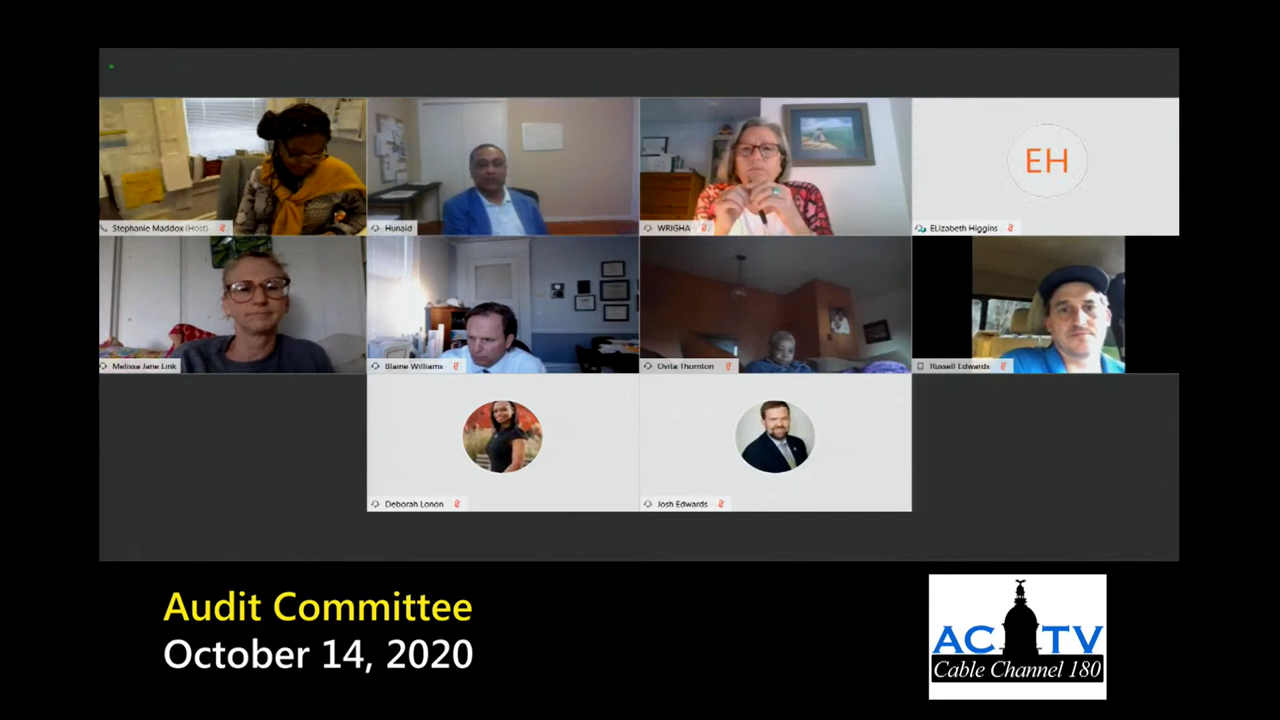 Stephanie Maddox (Host)
Hunaid
WRIGHA
EH
ELizabeth Higgins
Melissa Jane Link
Blaine Williams
Ovita Thornton
Russell Edwards
Deborah Lonon
Josh Edwards
Audit Committee
October 14, 2020
AC TV
Cable Channel 180